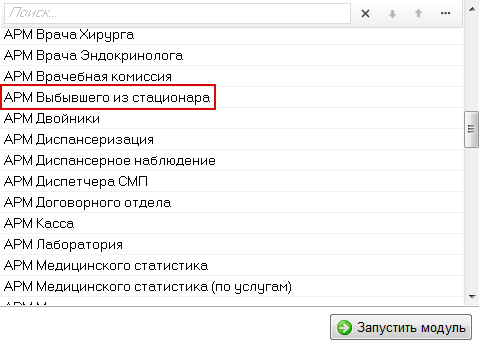 Поиск...
АРМ Врача Хирурга
АРМ Врача Эндокринолога
АРМ Врачебная комиссия
АРМ Выбывшего из стационара
АРМ Двойники
АРМ Диспансеризация
АРМ Диспансерное наблюдение
АРМ Диспетчера СМП
АРМ Договорного отдела
АРМ Касса
АРМ Лаборатория
АРМ Медицинского статистика
АРМ Медицинского статистика (по услугам)
Запустить модуль